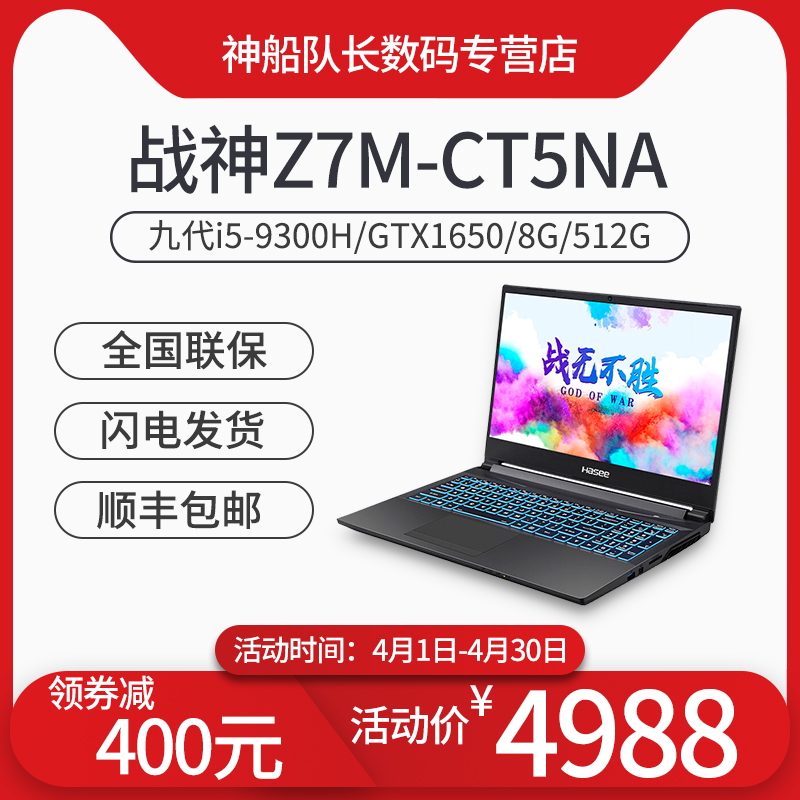 神船队长数码专营店
战神Z7M-CT5NA
九代i5-9300H/GTX1650/8G/512G
全国联保
闪电发货
顺丰包邮
战无不胜
GOD OF WAR
Hasee
活动时间：4月1日-4月30日
领券减
400元
活动价¥4988